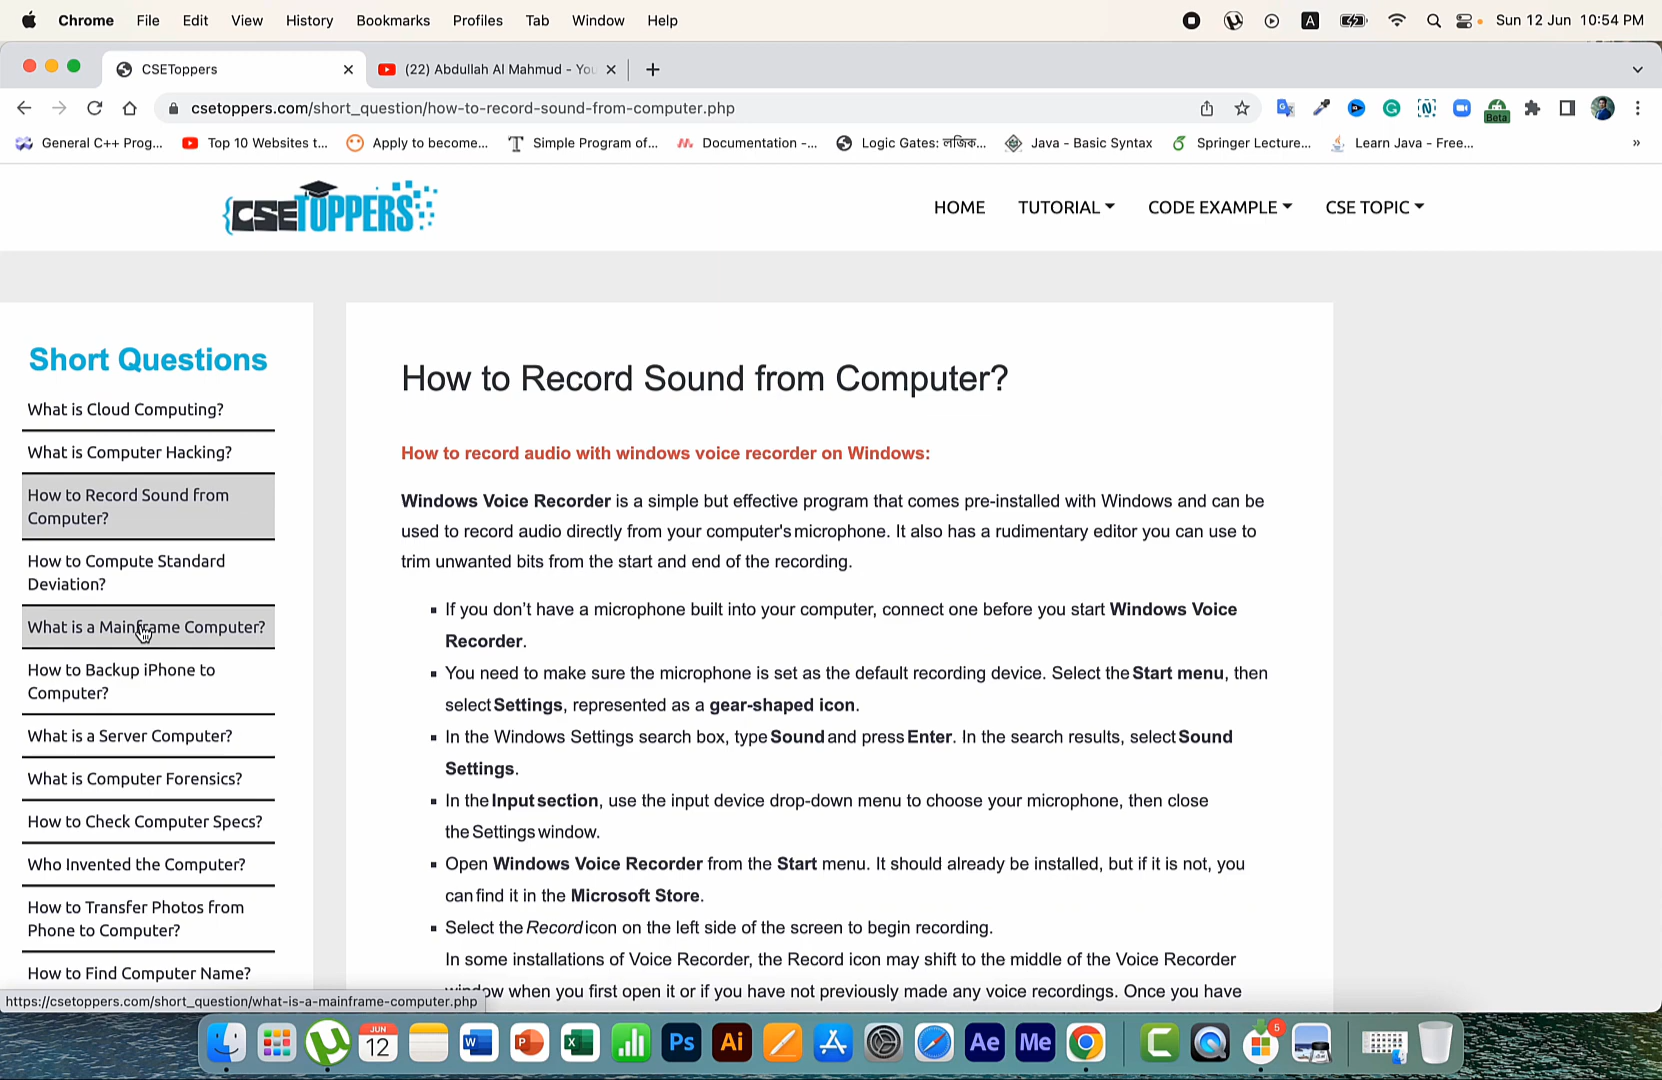 Chrome File Edit View History Bookmarks Profiles Tab Window Help A Sun 12 Jun 10:54 PM
CSEToppers (22) Abdullah Al Mahmud - You
csetoppers.com/short_question/how-to-record-sound-from-computer.php Beta
General C++ Prog... Top 10 Websites t... Apply to become... Simple Program of... Documentation -... Logic Gates: লজিক... Java - Basic Syntax Springer Lecture... Learn Java - Free... »
{CSETOPPERS HOME TUTORIAL CODE EXAMPLE CSE TOPIC
Short Questions
What is Cloud Computing?
What is Computer Hacking?
How to Record Sound from
Computer?
How to Compute Standard
Deviation?
What is a Mainframe Computer?
How to Backup iPhone to
Computer?
What is a Server Computer?
What is Computer Forensics?
How to Check Computer Specs?
Who Invented the Computer?
How to Transfer Photos from
Phone to Computer?
How to Find Computer Name?
How to Record Sound from Computer?
How to record audio with windows voice recorder on Windows:
Windows Voice Recorder is a simple but effective program that comes pre-installed with Windows and can be
used to record audio directly from your computer's microphone. It also has a rudimentary editor you can use to
trim unwanted bits from the start and end of the recording.
▪ If you don't have a microphone built into your computer, connect one before you start Windows Voice
Recorder.
▪ You need to make sure the microphone is set as the default recording device. Select the Start menu, then
select Settings, represented as a gear-shaped icon.
▪ In the Windows Settings search box, type Sound and press Enter. In the search results, select Sound
Settings.
▪ In the Input section, use the input device drop-down menu to choose your microphone, then close
the Settings window.
▪ Open Windows Voice Recorder from the Start menu. It should already be installed, but if it is not, you
can find it in the Microsoft Store.
▪ Select the Record icon on the left side of the screen to begin recording.
In some installations of Voice Recorder, the Record icon may shift to the middle of the Voice Recorder
window when you first open it or if you have not previously made any voice recordings. Once you have
https://csetoppers.com/short_question/what-is-a-mainframe-computer.php
JUN 12 W P X Ps Ai Ae Me C 5